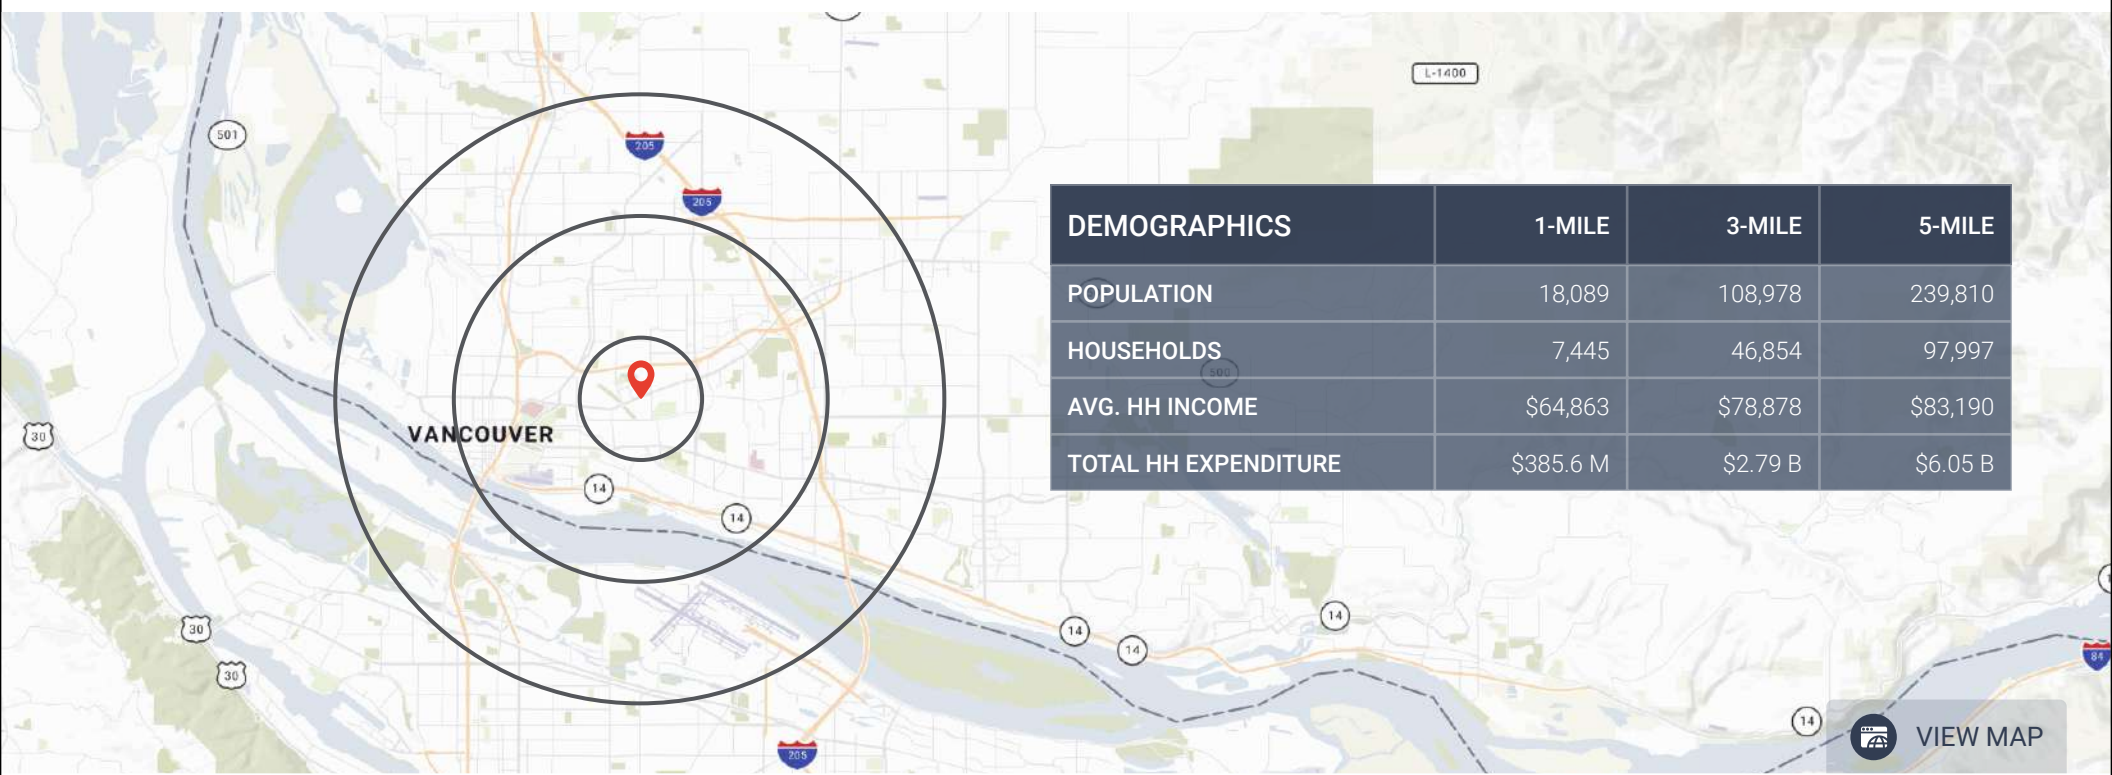 L-1400
501
205
205
DEMOGRAPHICS 1-MILE 3-MILE 5-MILE
POPULATION 18,089 108,978 239,810
HOUSEHOLDS 7,445 46,854 97,997
500
AVG. HH INCOME $64,863 $78,878 $83,190
TOTAL HH EXPENDITURE $385.6 M $2.79 B $6.05 B
30
VANCOUVER
14
14
30
14
14
14
30
84
14
205
VIEW MAP